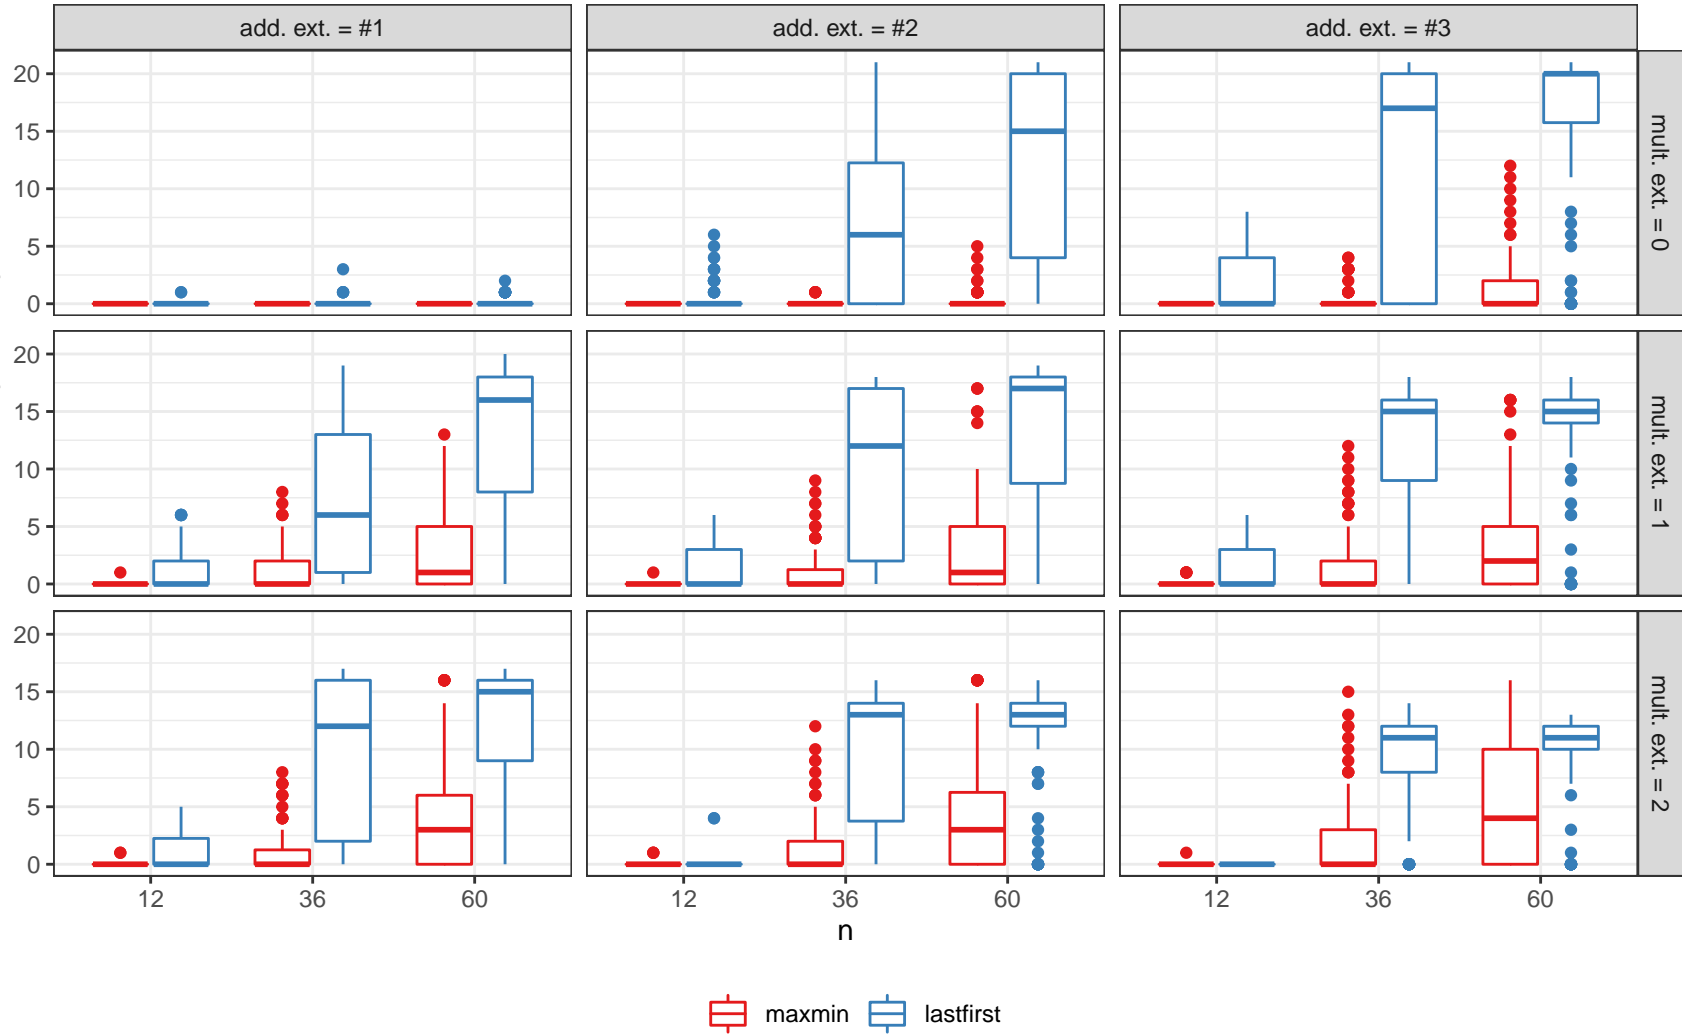 add. ext. = #1 add. ext. = #2 add. ext. = #3
20
15
10
5
0
mult. ext. = 0
20
15
10
5
0
mult. ext. = 1
20
15
10
5
0
mult. ext. = 2
12 36 60 12 36 60 12 36 60
n
maxmin lastfirst